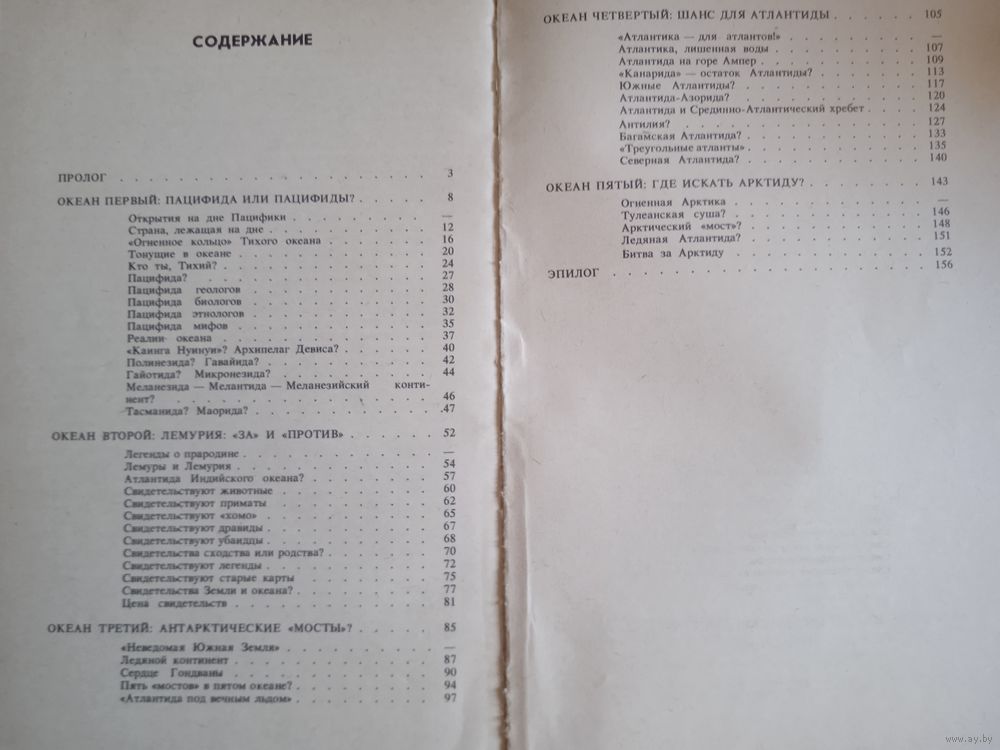 СОДЕРЖАНИЕ
ПРОЛОГ . . . . . . . . . . 3
ОКЕАН ПЕРВЫЙ: ПАЦИФИДА ИЛИ ПАЦИФИДЫ? . . . . 8
Открытия на дне Пацифики . . . . . . —
Страна, лежащая на дне . . . . . . 12
«Огненное кольцо» Тихого океана . . . . . 16
Тонущие в океане . . . . . . 20
Кто ты, Тихий? . . . . . . 24
Пацифида? . . . . . . 27
Пацифида геологов . . . . . . 28
Пацифида биологов . . . . . . 30
Пацифида этнологов . . . . . . 32
Пацифида мифов . . . . . . 35
Реалии океана . . . . . . 37
«Каинга Нуинуи»? Архипелаг Девиса? . . . . 40
Полинезида? Гавайида? . . . . . . 42
Гайотида? Микронезида? . . . . . . 44
Меланезида — Мелантида — Меланезийский конти-
нент? . . . . . . 46
Тасманида? Маорида? . . . . . . 47
ОКЕАН ВТОРОЙ: ЛЕМУРИЯ: «ЗА» И «ПРОТИВ» . . . . . 52
Легенды о прародине . . . . . . —
Лемуры и Лемурия . . . . . . 54
Атлантида Индийского океана? . . . . . . 57
Свидетельствуют животные . . . . . . 60
Свидетельствуют приматы . . . . . . 62
Свидетельствуют «хомо» . . . . . . 65
Свидетельствуют дравиды . . . . . . 67
Свидетельствуют убаидцы . . . . . . 68
Свидетельства сходства или родства? . . . . . 70
Свидетельствуют легенды . . . . . . 72
Свидетельствуют старые карты . . . . . . 75
Свидетельства Земли и океана? . . . . . . 77
Цена свидетельств . . . . . . 81
ОКЕАН ТРЕТИЙ: АНТАРКТИЧЕСКИЕ «МОСТЫ»? . . . . . 85
«Неведомая Южная Земля» . . . . . . —
Ледяной континент . . . . . . 87
Сердце Гондваны . . . . . . 90
Пять «мостов» в пятом океане? . . . . . . 94
«Атлантида под вечным льдом» . . . . . . 97
ОКЕАН ЧЕТВЕРТЫЙ: ШАНС ДЛЯ АТЛАНТИДЫ . . . . . 105
«Атлантика — для атлантов!» . . . . . . —
Атлантика, лишенная воды . . . . . . 107
Атлантида на горе Ампер . . . . . . 109
«Канарида» — остаток Атлантиды? . . . . . 113
Южные Атлантиды? . . . . . . 117
Атлантида-Азорида? . . . . . . 120
Атлантида и Срединно-Атлантический хребет . . . 124
Антилия? . . . . . . 127
Багамская Атлантида? . . . . . . 133
«Треугольные атланты» . . . . . . 135
Северная Атлантида? . . . . . . 140
ОКЕАН ПЯТЫЙ: ГДЕ ИСКАТЬ АРКТИДУ? . . . . . . 143
Огненная Арктика . . . . . . —
Тулеанская суша? . . . . . . 146
Арктический «мост»? . . . . . . 148
Ледяная Атлантида? . . . . . . 151
Битва за Арктиду . . . . . . 152
ЭПИЛОГ . . . . . . 156
www.ay.by